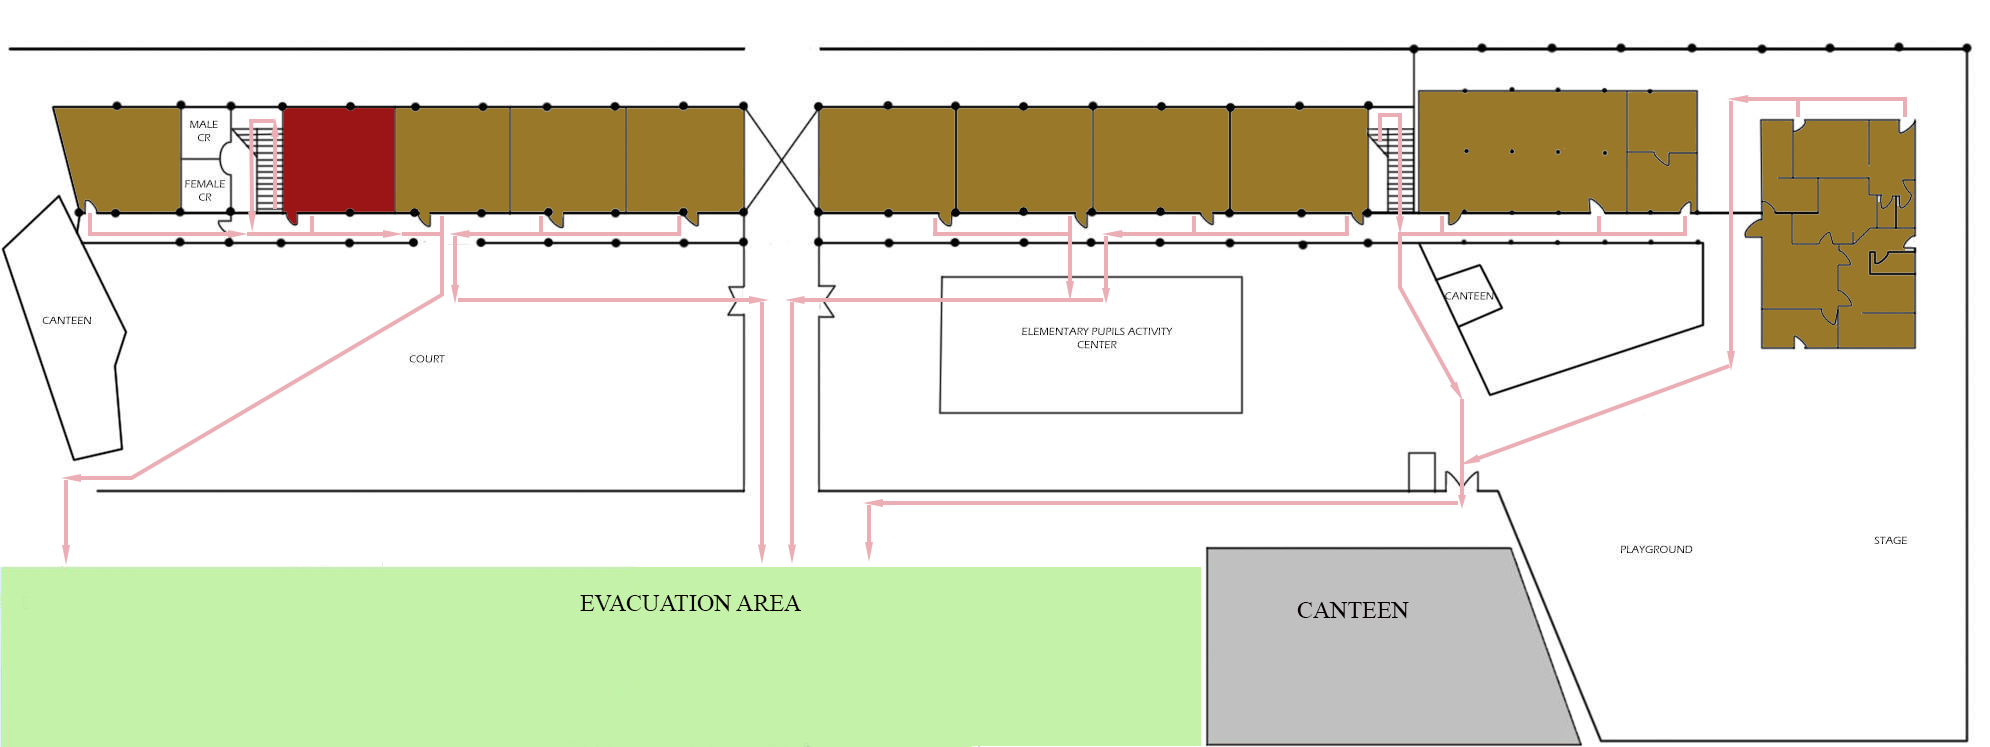 MALE
CR
FEMALE
CR
CANTEEN
COURT
ELEMENTARY PUPILS ACTIVITY
CENTER
CANTEEN
PLAYGROUND
STAGE
EVACUATION AREA
CANTEEN